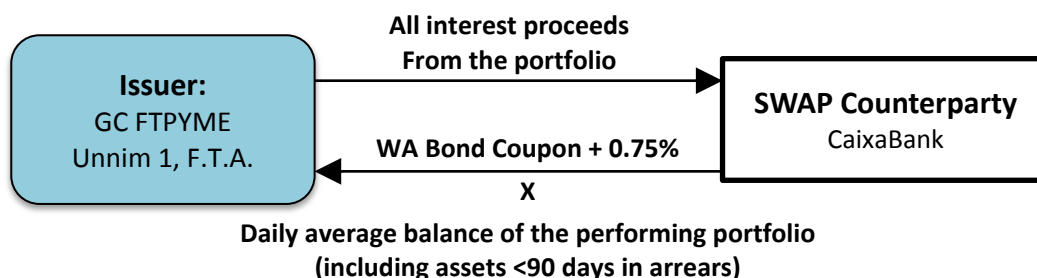 All interest proceeds
From the portfolio
Issuer:
GC FTPYME
Unnim 1, F.T.A.
SWAP Counterparty
CaixaBank
WA Bond Coupon + 0.75%
X
Daily average balance of the performing portfolio
(including assets <90 days in arrears)